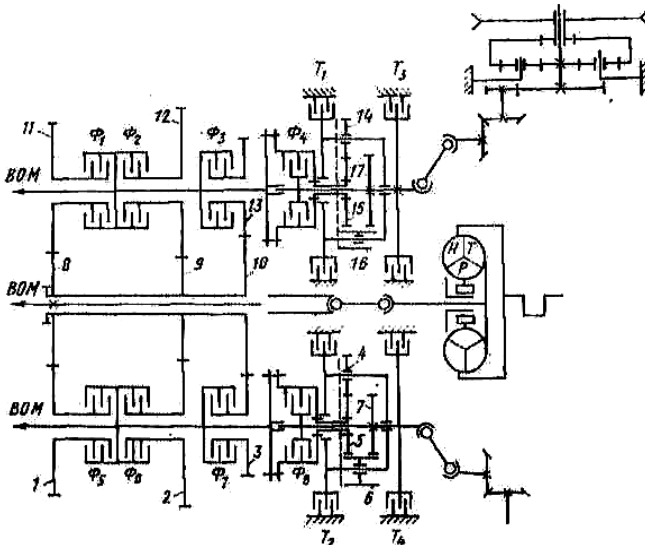 T₁ T₃
11 12 14
Ф₁ Ф₂ Ф₃ Ф₄
17
ВОМ
15
13
16
8 9 10
Н Т
Р
ВОМ
4
7
ВОМ
5
Ф₅ Ф₆ Ф₇ 3 Ф₈
6
1 2
T₂ T₄